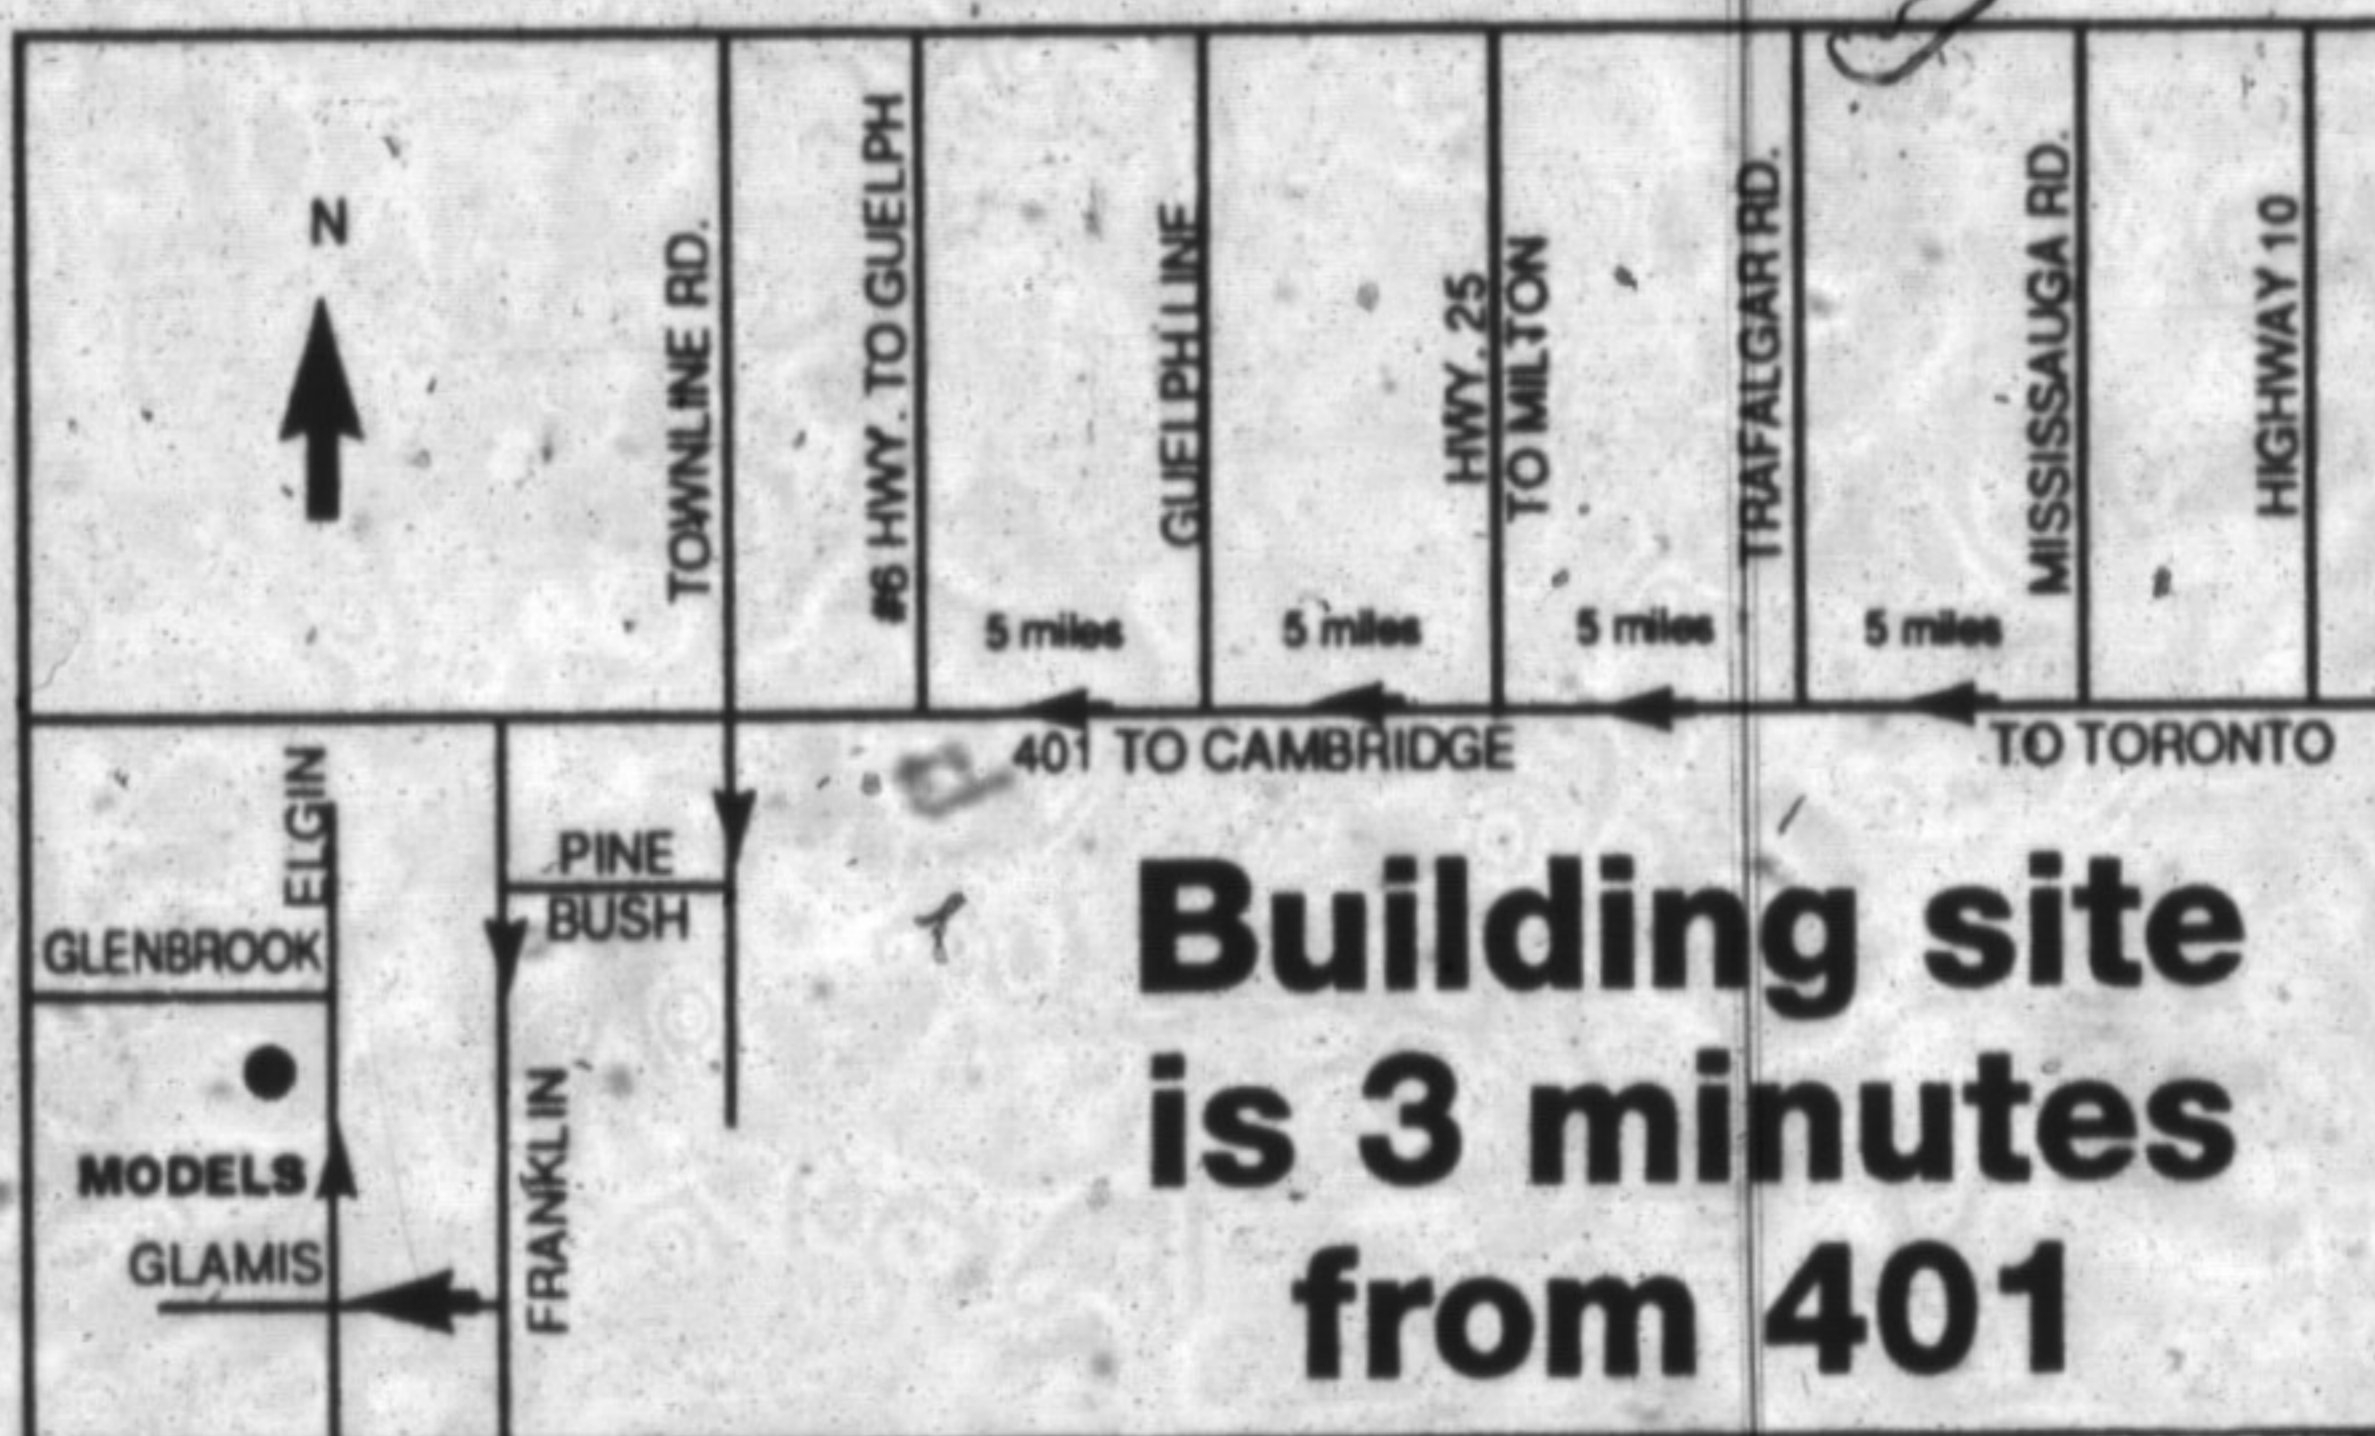 N
TOWNLINE RD.
#6 HWY. TO GUELPH
GUELPH LINE
HWY. 25
TO MILTON
TRAFALGAR RD.
MISSISSAUGA RD.
HIGHWAY 10
5 miles
5 miles
5 miles
5 miles
401 TO CAMBRIDGE
TO TORONTO
ELGIN
PINE
BUSH
GLENBROOK
MODELS
GLAMIS
FRANKLIN
Building site
is 3 minutes
from 401